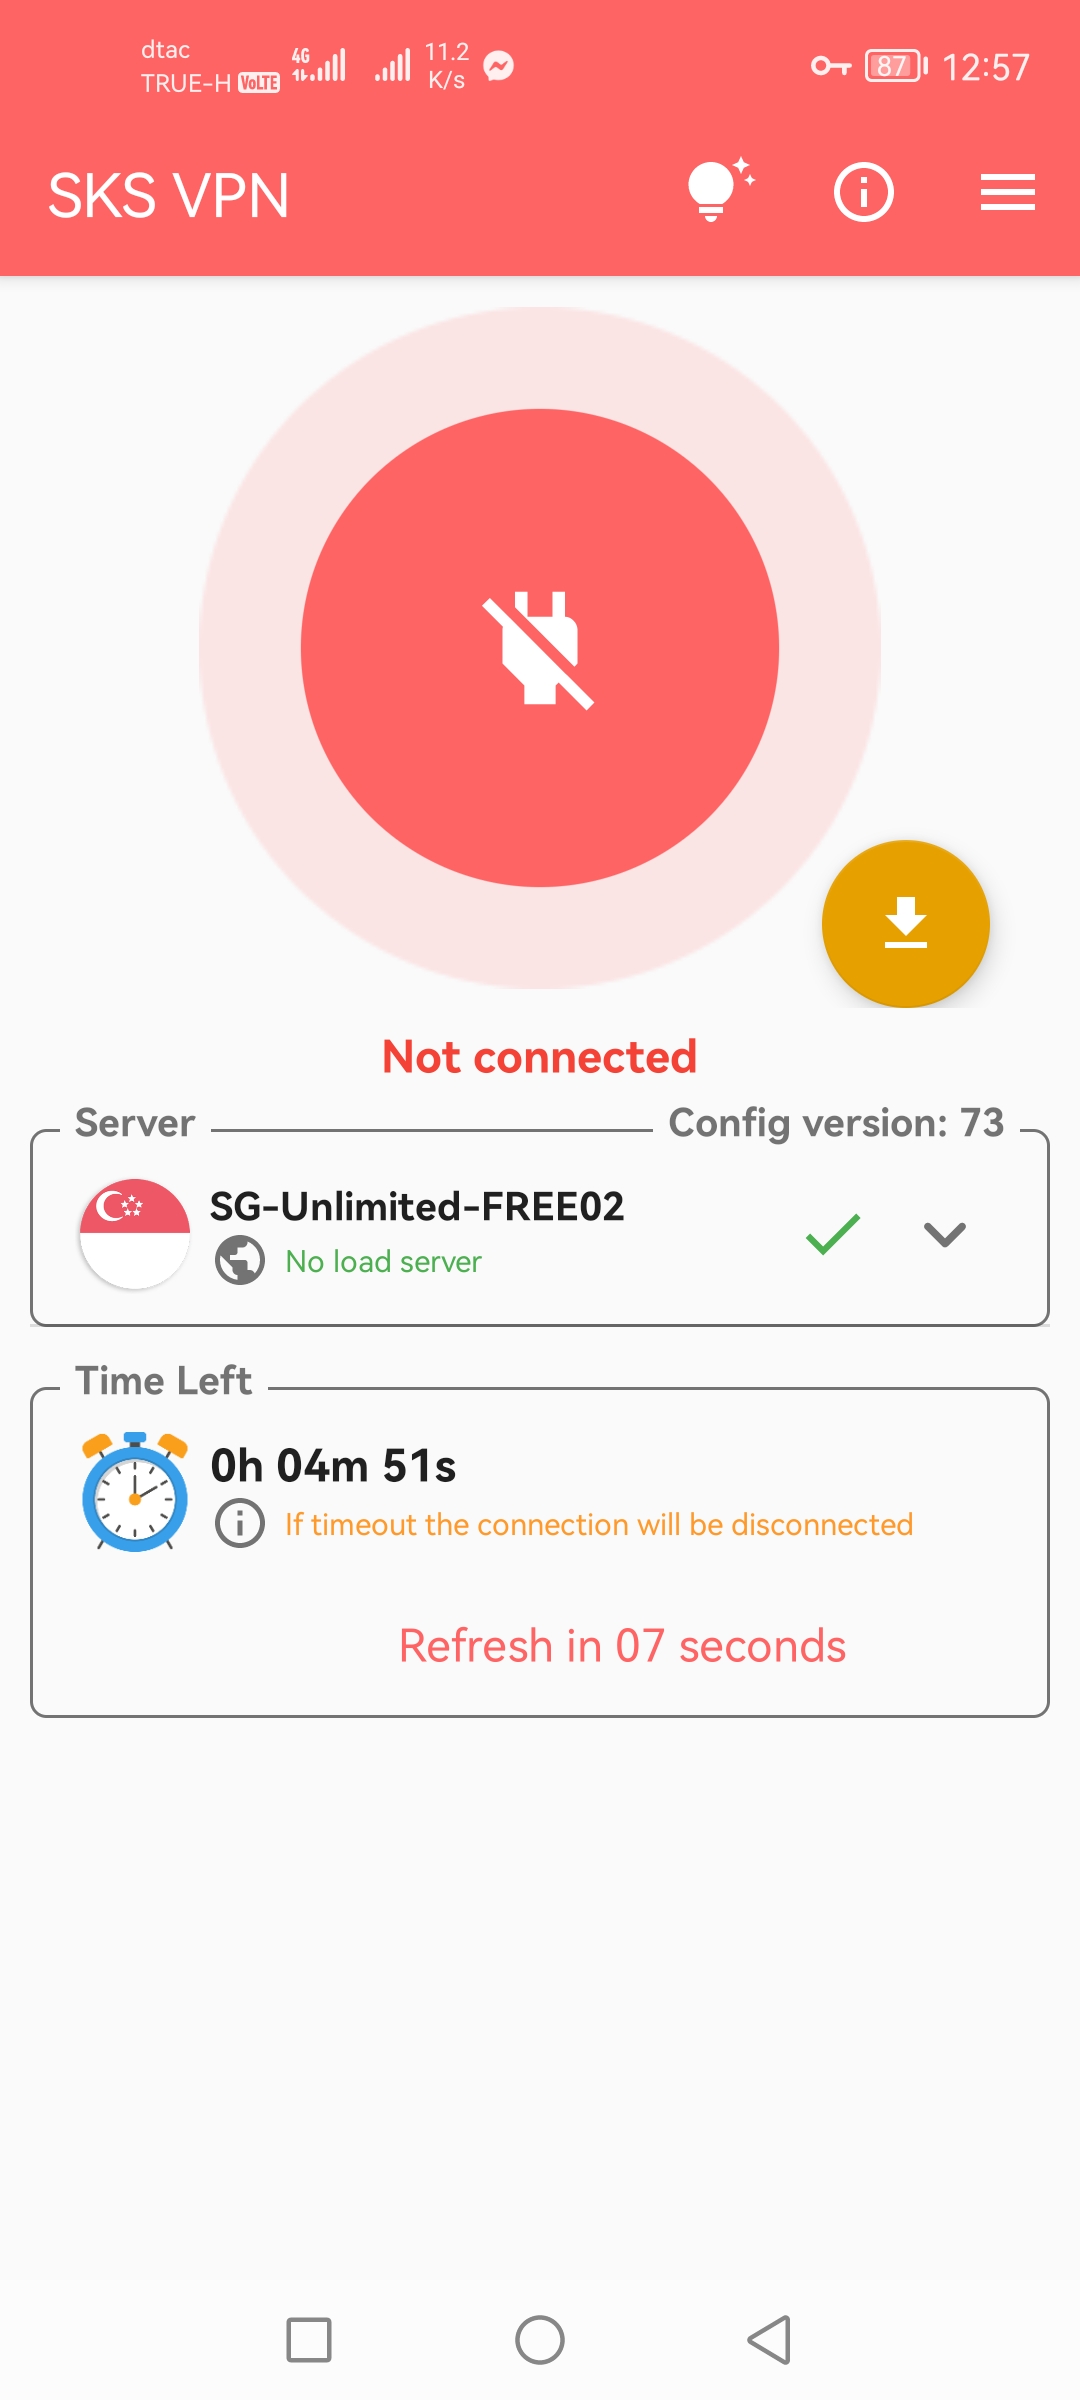 dtac
TRUE-H VoLTE
4G
11.2
K/s
87
12:57
SKS VPN
Not connected
Server
Config version: 73
SG-Unlimited-FREE02
No load server
Time Left
0h 04m 51s
If timeout the connection will be disconnected
Refresh in 07 seconds